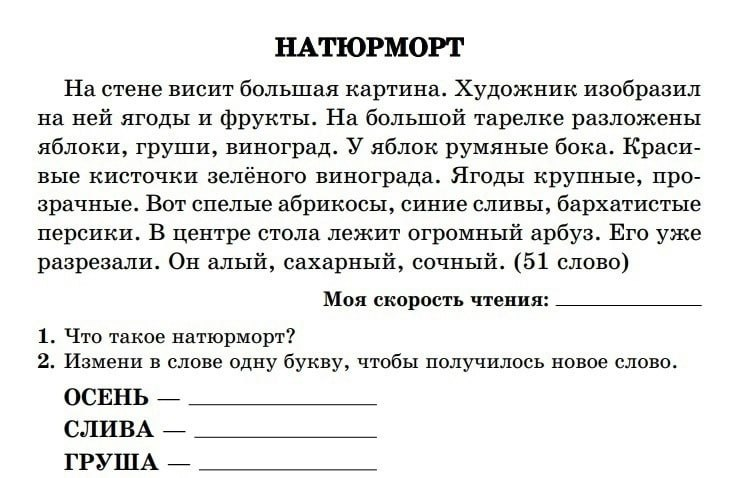 НАТЮРМОРТ
На стене висит большая картина. Художник изобразил
на ней ягоды и фрукты. На большой тарелке разложены
яблоки, груши, виноград. У яблок румяные бока. Краси-
вые кисточки зелёного винограда. Ягоды крупные, про-
зрачные. Вот спелые абрикосы, синие сливы, бархатистые
персики. В центре стола лежит огромный арбуз. Его уже
разрезали. Он алый, сахарный, сочный. (51 слово)
Моя скорость чтения: ____________
1. Что такое натюрморт?
2. Измени в слове одну букву, чтобы получилось новое слово.
ОСЕНЬ — ____________
СЛИВА — ____________
ГРУША — ____________